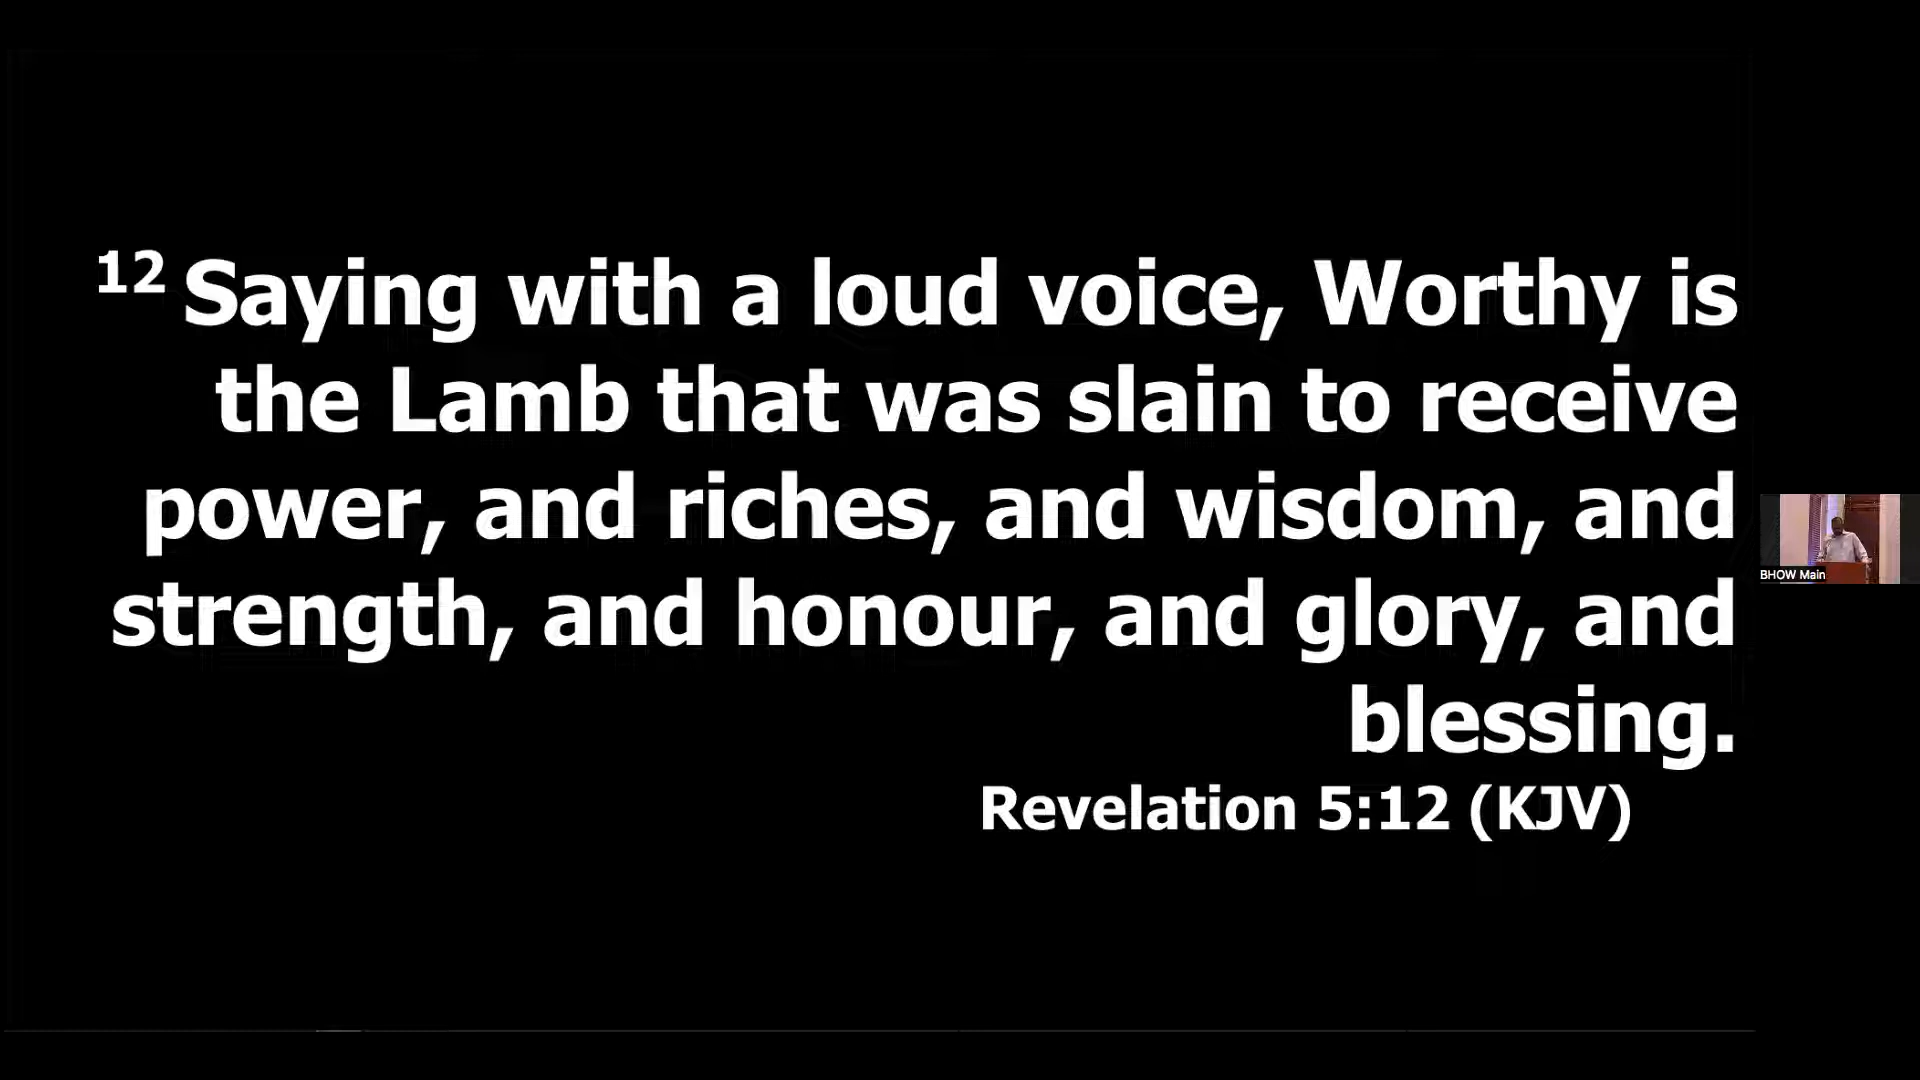 12 Saying with a loud voice, Worthy is
the Lamb that was slain to receive
power, and riches, and wisdom, and
strength, and honour, and glory, and
blessing.
Revelation 5:12 (KJV)
BHOW Main